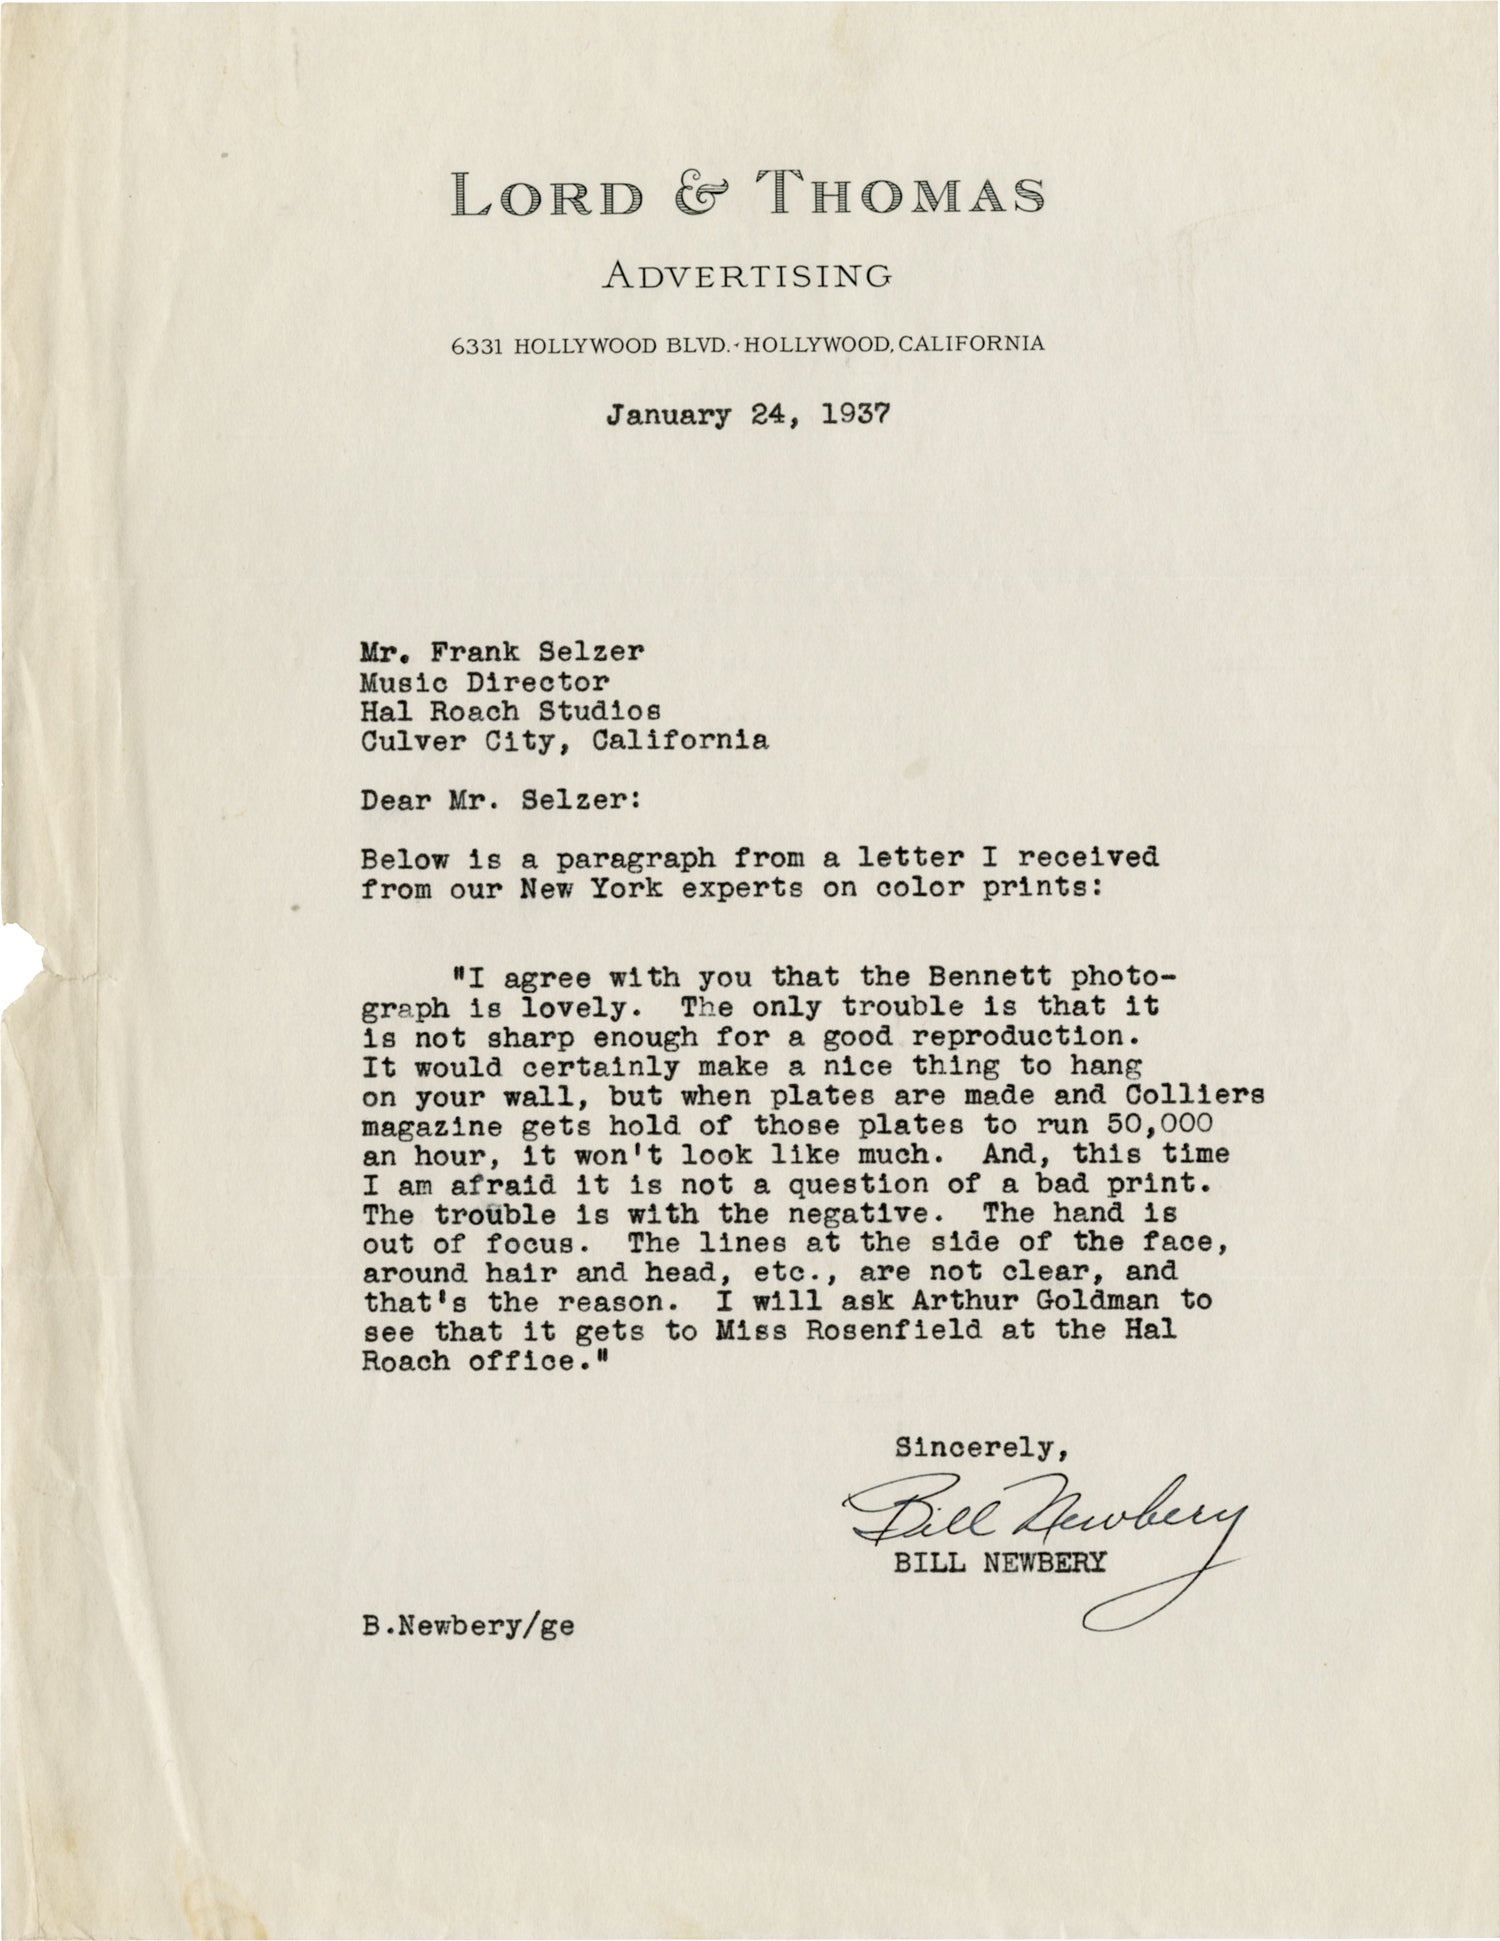 LORD & THOMAS
ADVERTISING
6331 HOLLYWOOD BLVD. - HOLLYWOOD, CALIFORNIA
January 24, 1937
Mr. Frank Selzer
Music Director
Hal Roach Studios
Culver City, California
Dear Mr. Selzer:
Below is a paragraph from a letter I received
from our New York experts on color prints:
"I agree with you that the Bennett photo-
graph is lovely. The only trouble is that it
is not sharp enough for a good reproduction.
It would certainly make a nice thing to hang
on your wall, but when plates are made and Colliers
magazine gets hold of those plates to run 50,000
an hour, it won't look like much. And, this time
I am afraid it is not a question of a bad print.
The trouble is with the negative. The hand is
out of focus. The lines at the side of the face,
around hair and head, etc., are not clear, and
that's the reason. I will ask Arthur Goldman to
see that it gets to Miss Rosenfield at the Hal
Roach office."
Sincerely,
Bill Newbery
BILL NEWBERY
B.Newbery/ge